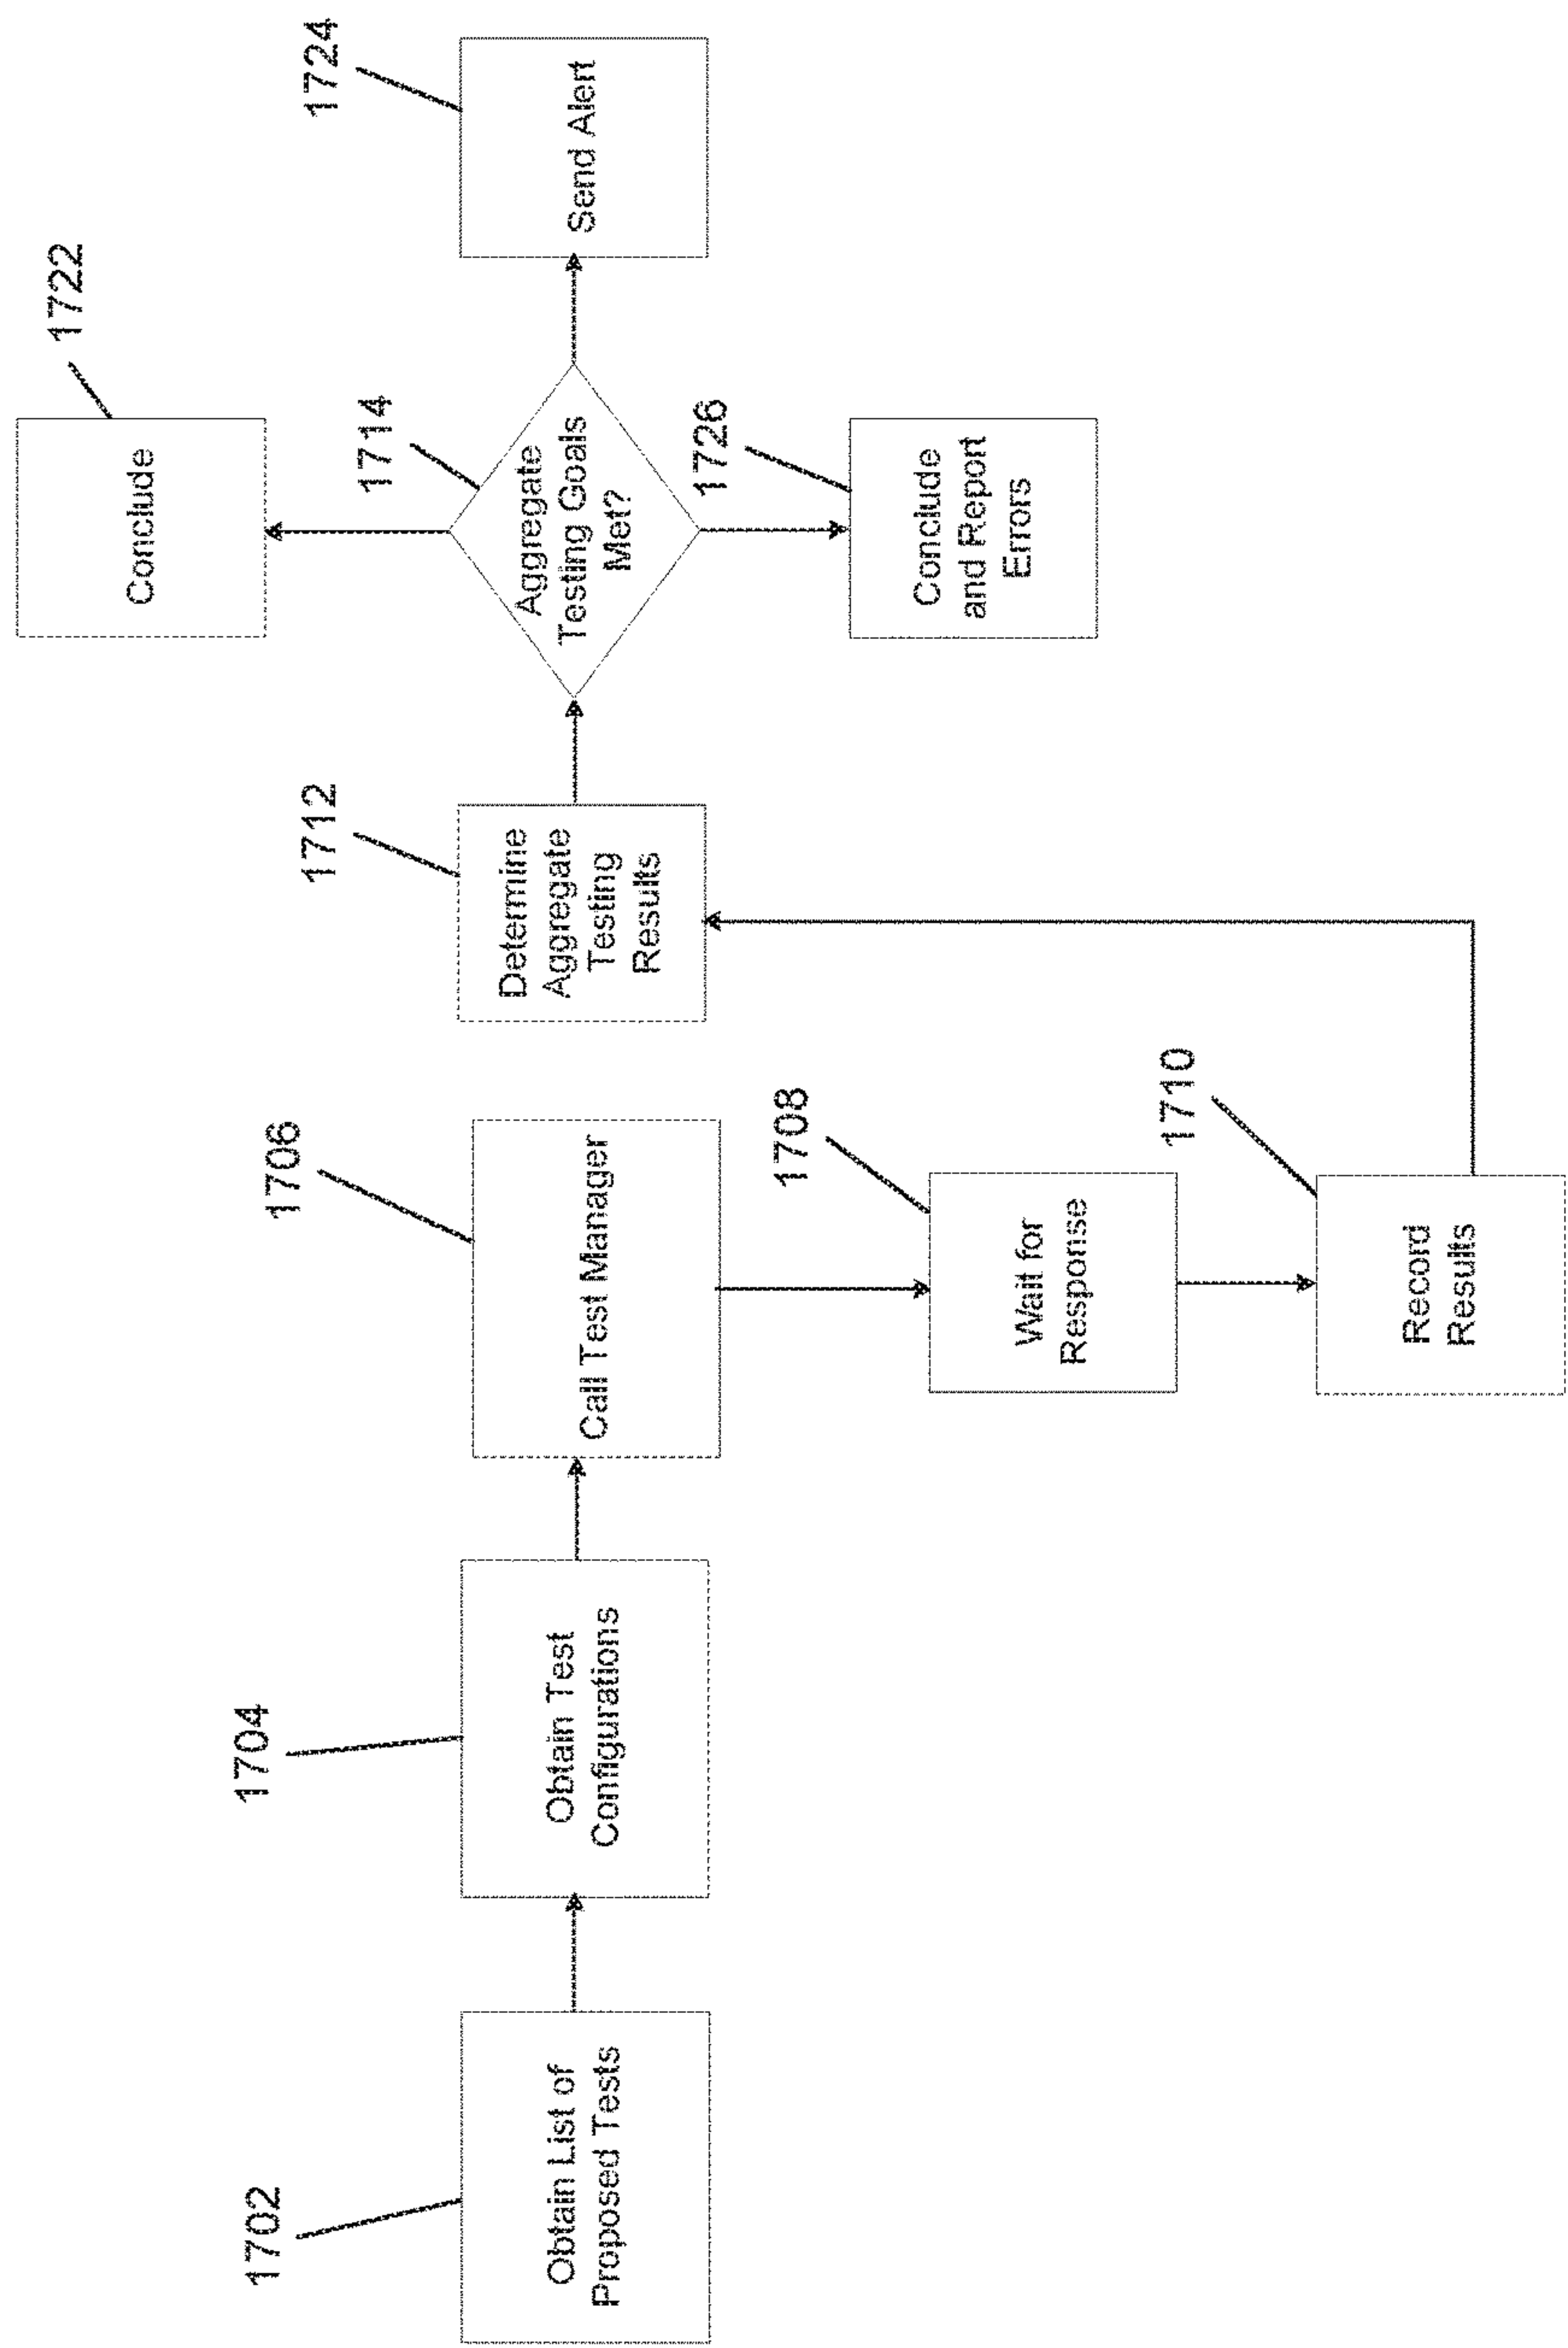 1702
Obtain List of
Proposed Tests
1704
Obtain Test
Configurations
1706
Call Test Manager
1708
Wait for
Response
1710
Record
Results
1712
Determine
Aggregate
Testing
Results
1714
Aggregate
Testing Goals
Met?
1722
Conclude
1724
Send Alert
1726
Conclude
and Report
Errors